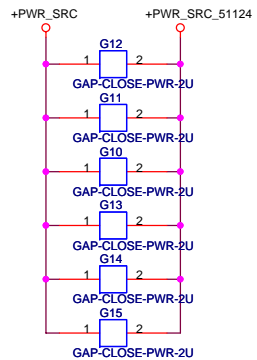 +PWR_SRC +PWR_SRC_51124
G12
1 2
GAP-CLOSE-PWR-2U
G11
1 2
GAP-CLOSE-PWR-2U
G10
1 2
GAP-CLOSE-PWR-2U
G13
1 2
GAP-CLOSE-PWR-2U
G14
1 2
GAP-CLOSE-PWR-2U
G15
1 2
GAP-CLOSE-PWR-2U